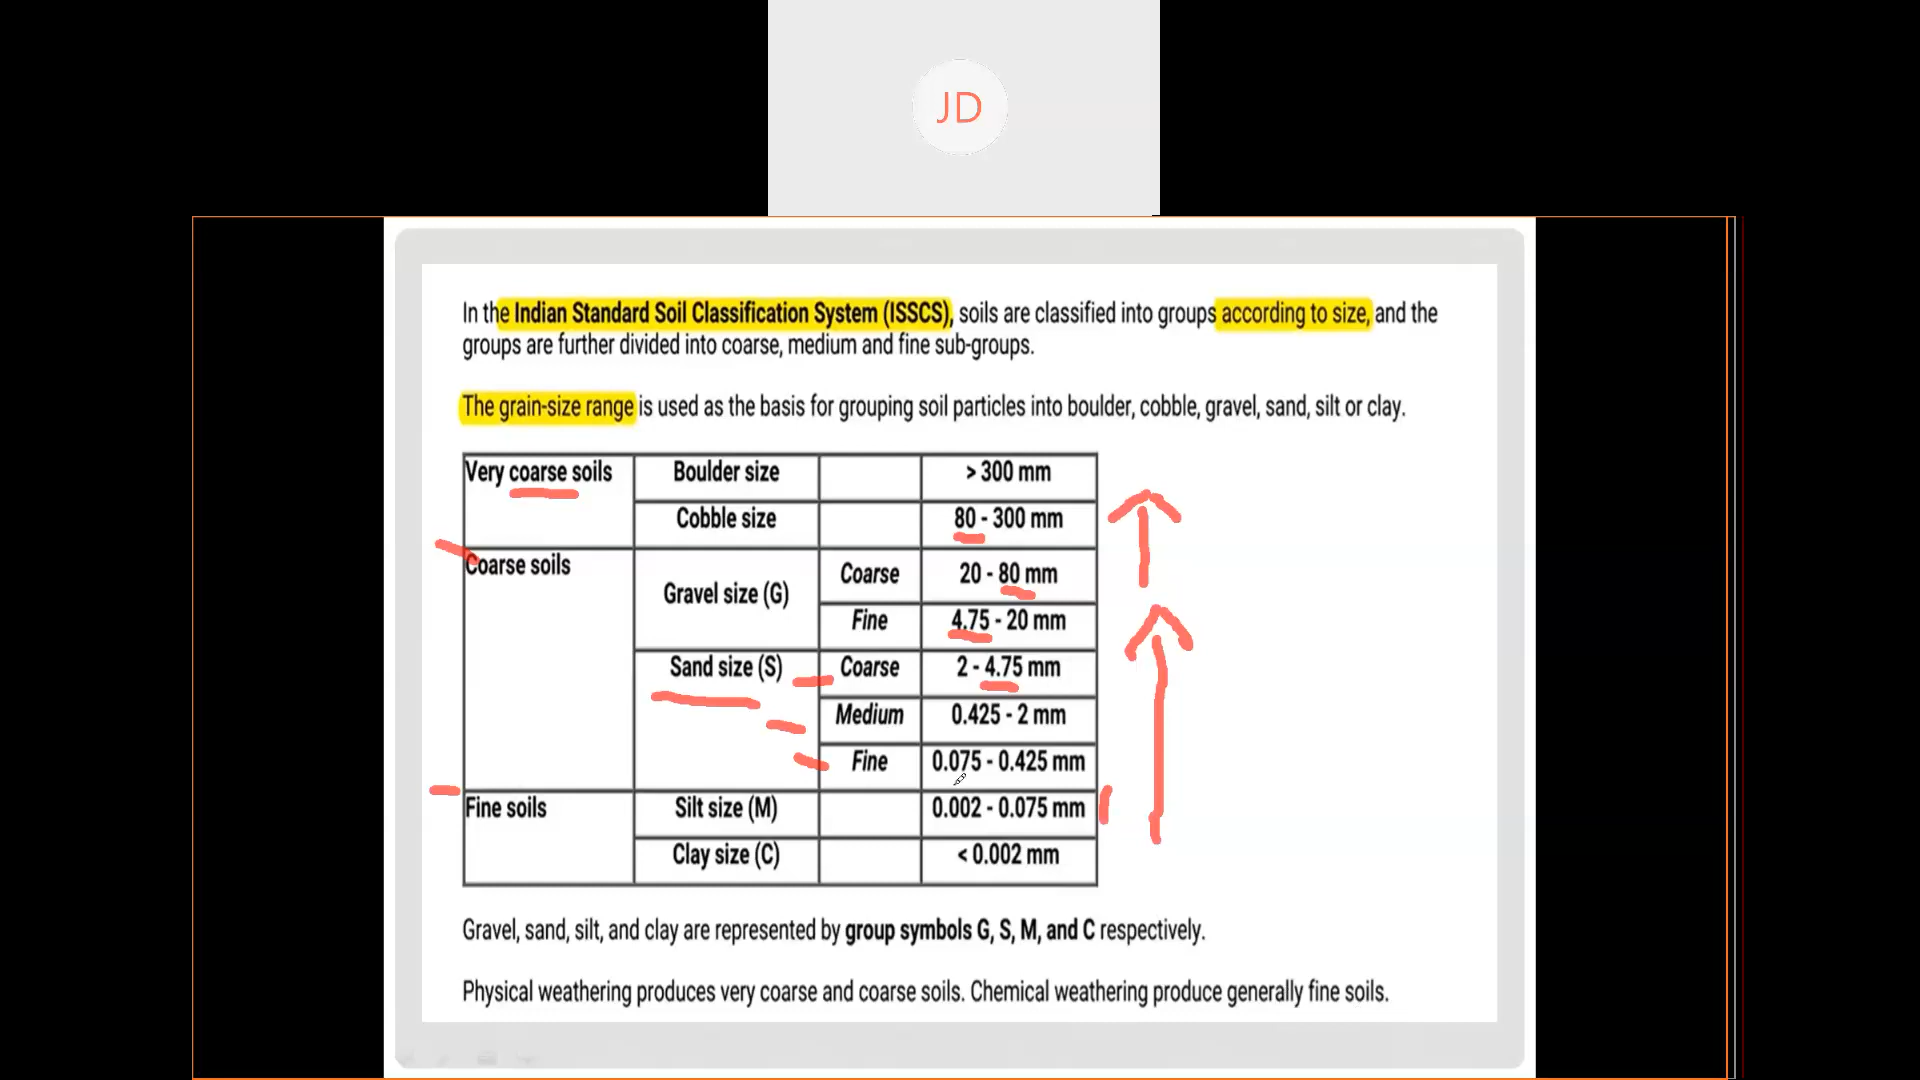 JD
In the Indian Standard Soil Classification System (ISSCS), soils are classified into groups according to size, and the
groups are further divided into coarse, medium and fine sub-groups.
The grain-size range is used as the basis for grouping soil particles into boulder, cobble, gravel, sand, silt or clay.
Very coarse soils Boulder size > 300 mm
Cobble size 80 - 300 mm
Coarse soils Gravel size (G) Coarse 20 - 80 mm
Fine 4.75 - 20 mm
Sand size (S) Coarse 2 - 4.75 mm
Medium 0.425 - 2 mm
Fine 0.075 - 0.425 mm
Fine soils Silt size (M) 0.002 - 0.075 mm
Clay size (C) < 0.002 mm
Gravel, sand, silt, and clay are represented by group symbols G, S, M, and C respectively.
Physical weathering produces very coarse and coarse soils. Chemical weathering produce generally fine soils.